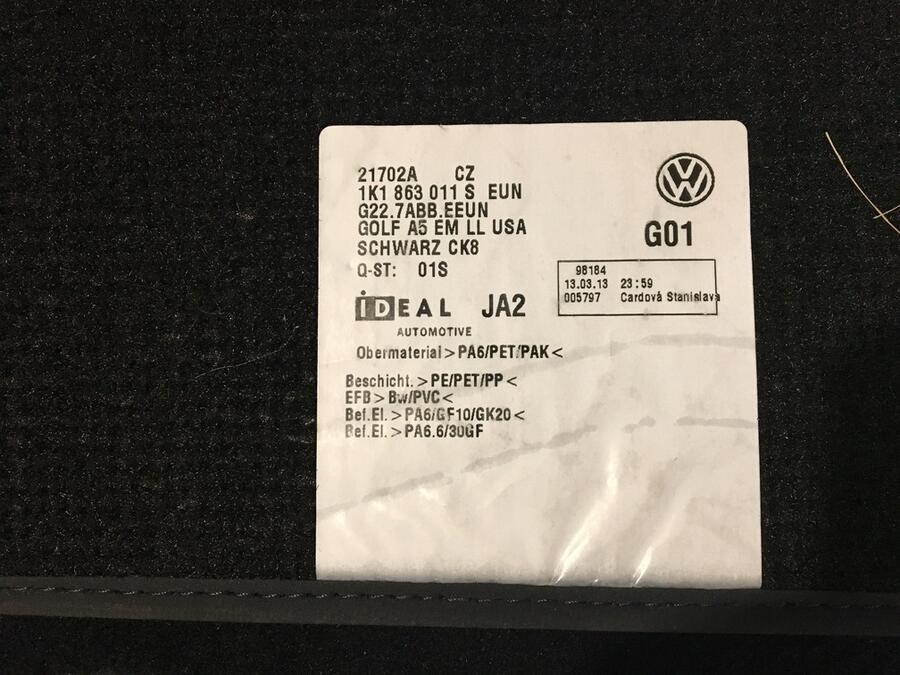 21702A CZ
1K1 863 011 S EUN
G22.7ABB.EEUN
GOLF A5 EM LL USA
SCHWARZ CK8
Q-ST: 01S
G01
98184
13.03.13 23:59
005797 Cardová Stanislava
iDEAL JA2
AUTOMOTIVE
Obermaterial>PA6/PET/PAK<
Beschicht.>PE/PET/PP<
EFB>Bw/PVC<
Bef.El.>PA6/GF10/GK20<
Bef.El.>PA6.6/30GF